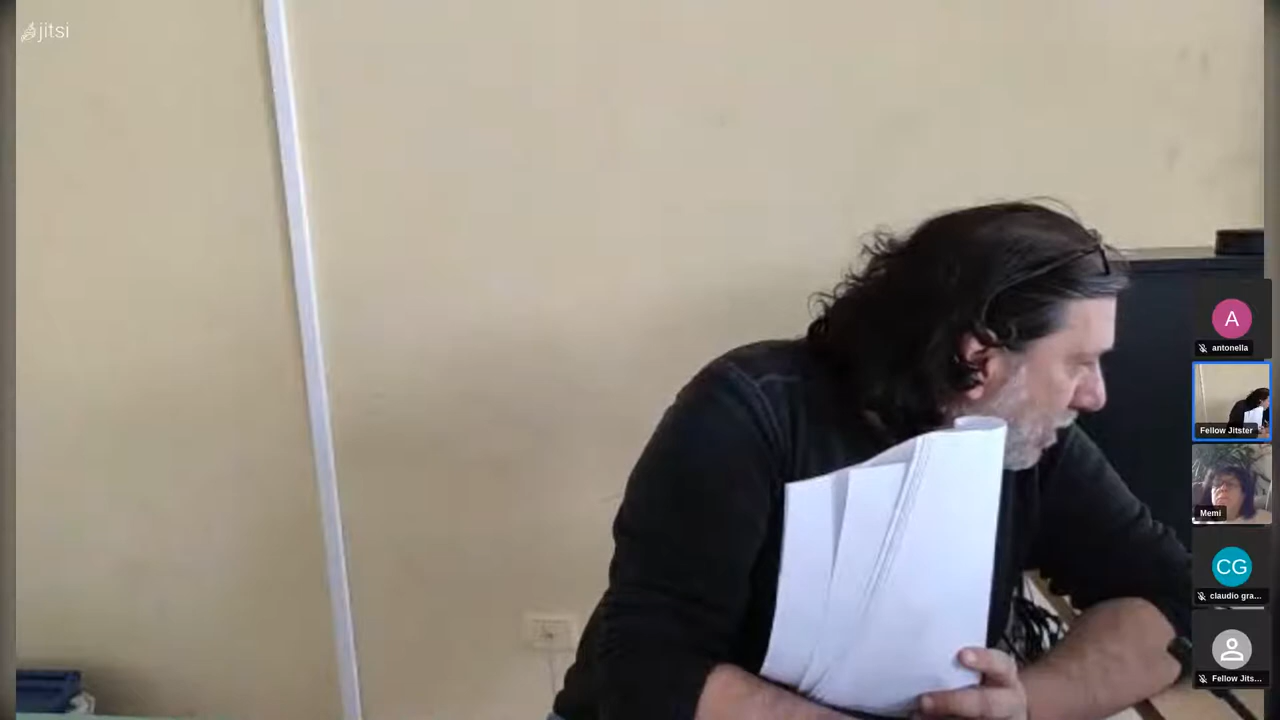 jitsi
A
antonella
Fellow Jitster
Memi
CG
claudio gra...
Fellow Jits...